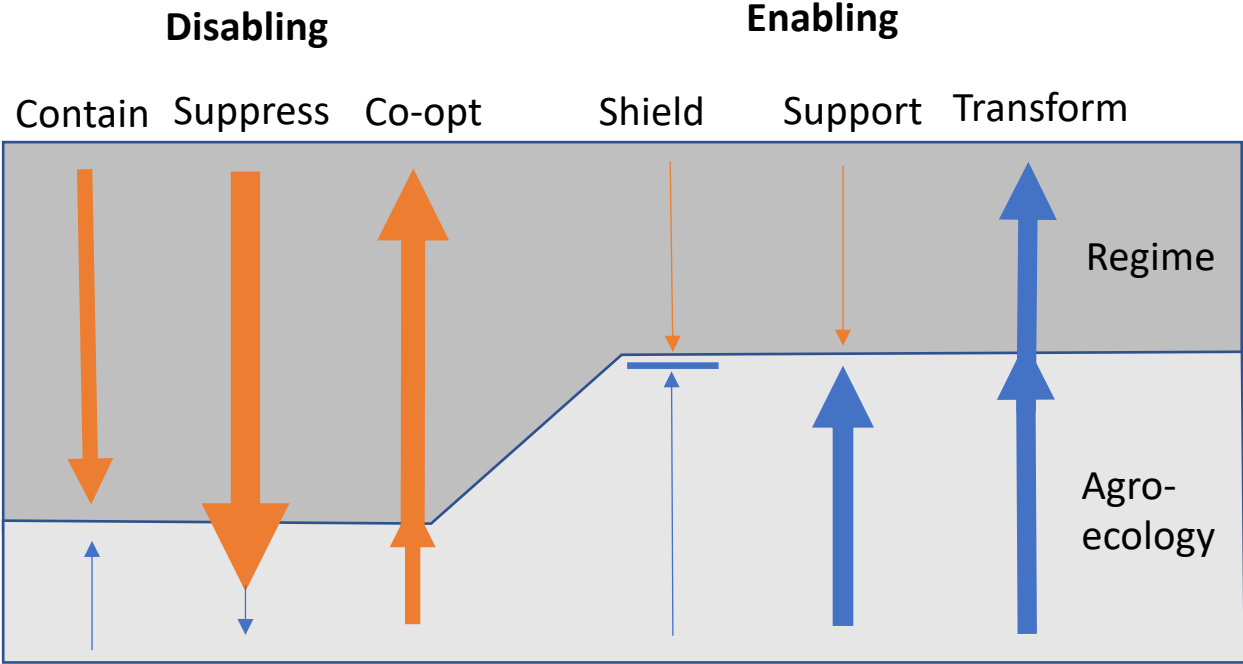 Disabling
Enabling
Contain
Suppress
Co-opt
Shield
Support
Transform
Regime
Agro-
ecology